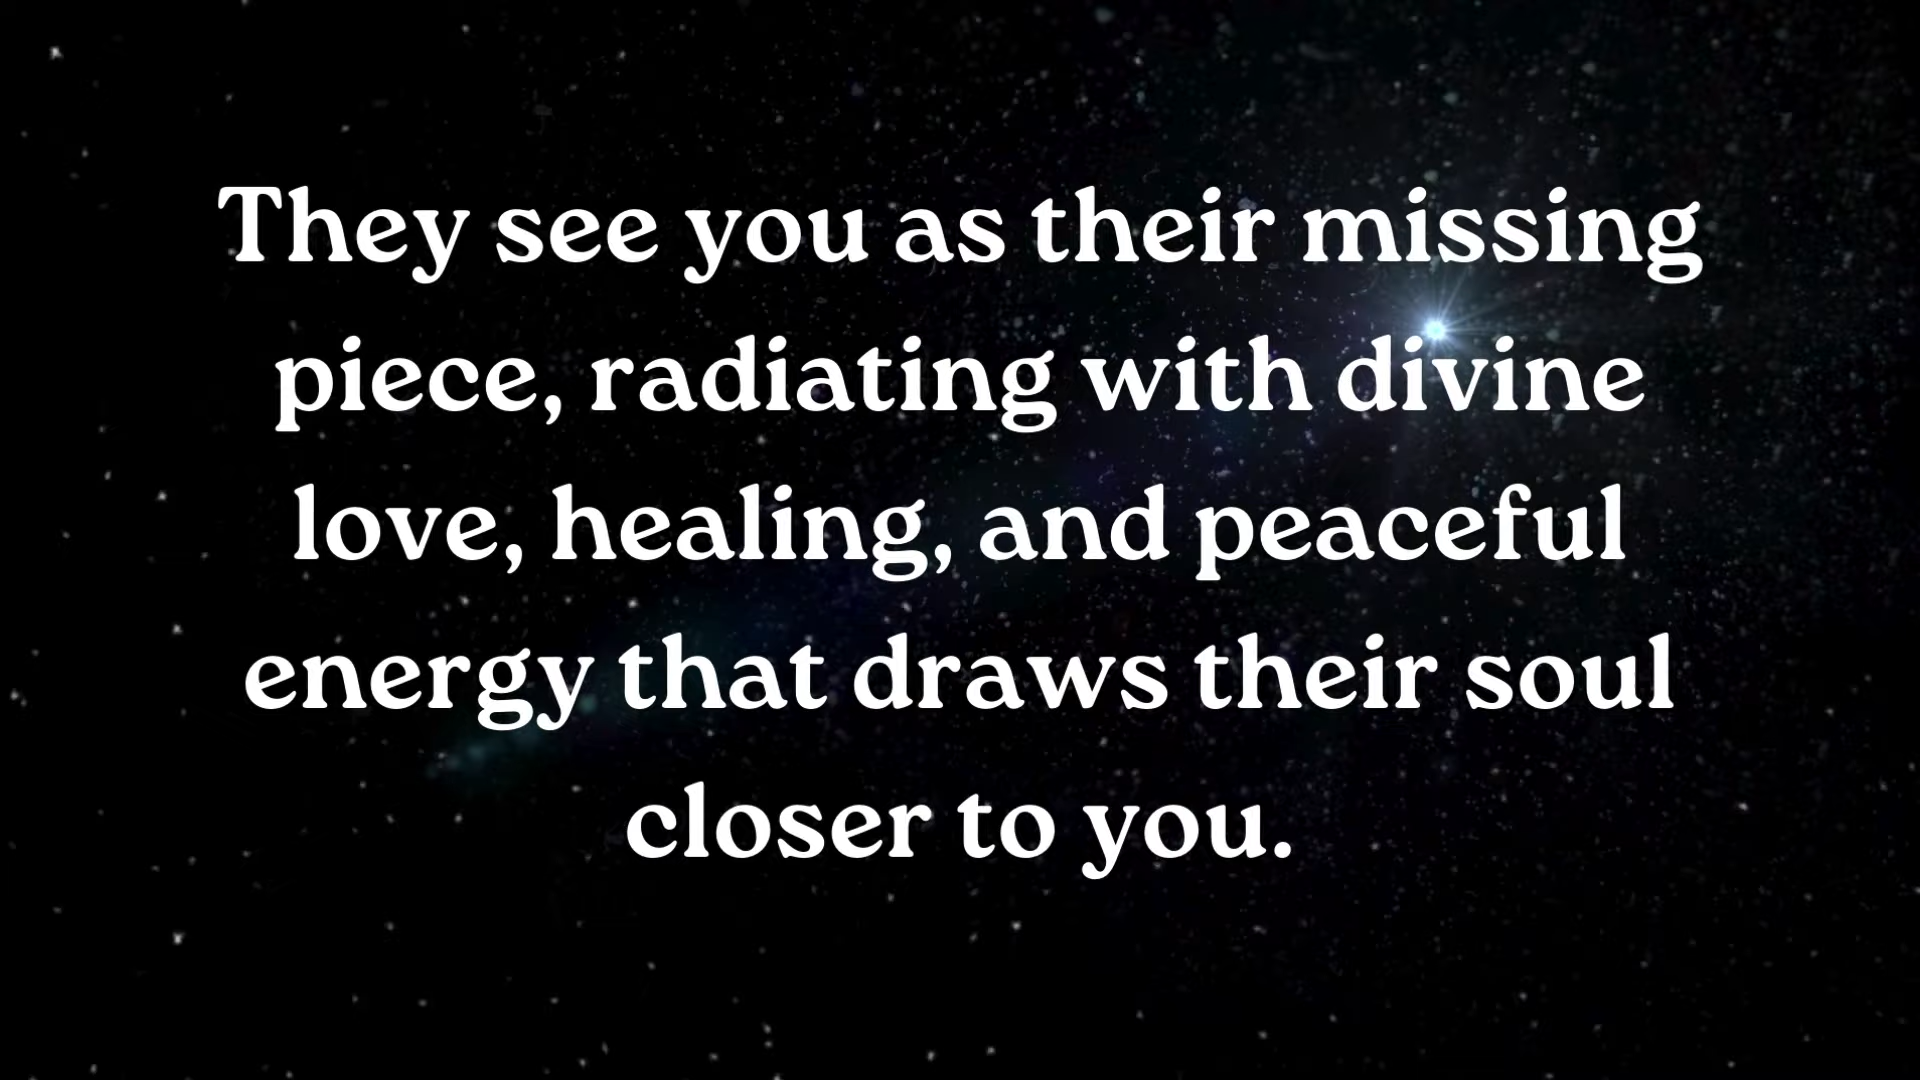 They see you as their missing
piece, radiating with divine
love, healing, and peaceful
energy that draws their soul
closer to you.